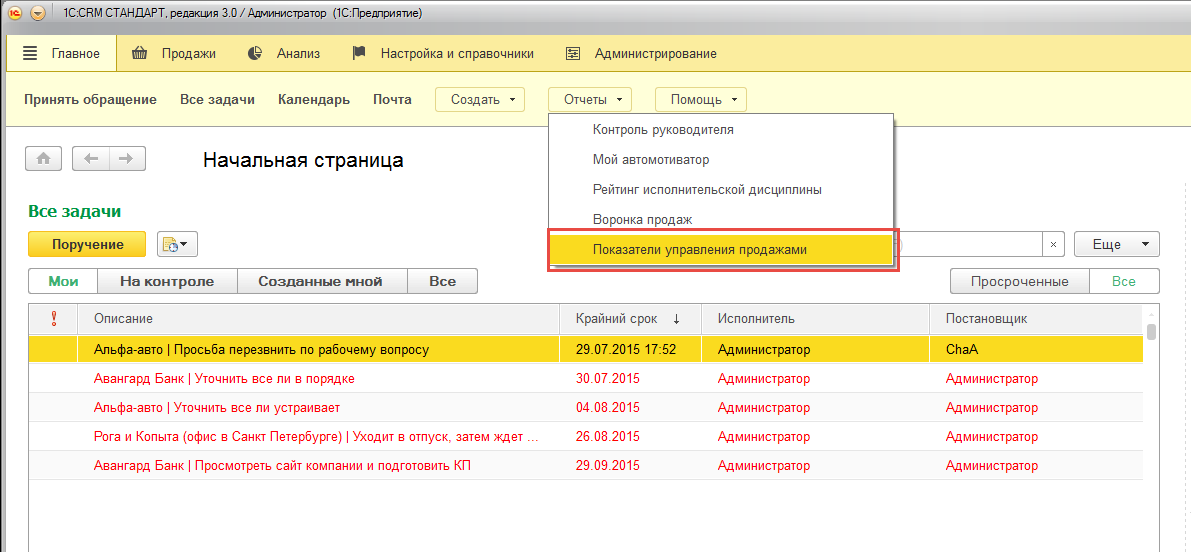 1С:CRM СТАНДАРТ, редакция 3.0 / Администратор (1С:Предприятие)
Главное Продажи Анализ Настройка и справочники Администрирование
Принять обращение Все задачи Календарь Почта Создать Отчеты Помощь
Контроль руководителя
Мой автомотиватор
Рейтинг исполнительской дисциплины
Воронка продаж
Показатели управления продажами
Начальная страница
Все задачи
Поручение × Еще
Мои На контроле Созданные мной Все Просроченные Все
! Описание Крайний срок ↓ Исполнитель Постановщик
Альфа-авто | Просьба перезвнить по рабочему вопросу 29.07.2015 17:52 Администратор ChaA
Авангард Банк | Уточнить все ли в порядке 30.07.2015 Администратор Администратор
Альфа-авто | Уточнить все ли устраивает 04.08.2015 Администратор Администратор
Рога и Копыта (офис в Санкт Петербурге) | Уходит в отпуск, затем ждет ... 26.08.2015 Администратор Администратор
Авангард Банк | Просмотреть сайт компании и подготовить КП 29.09.2015 Администратор Администратор